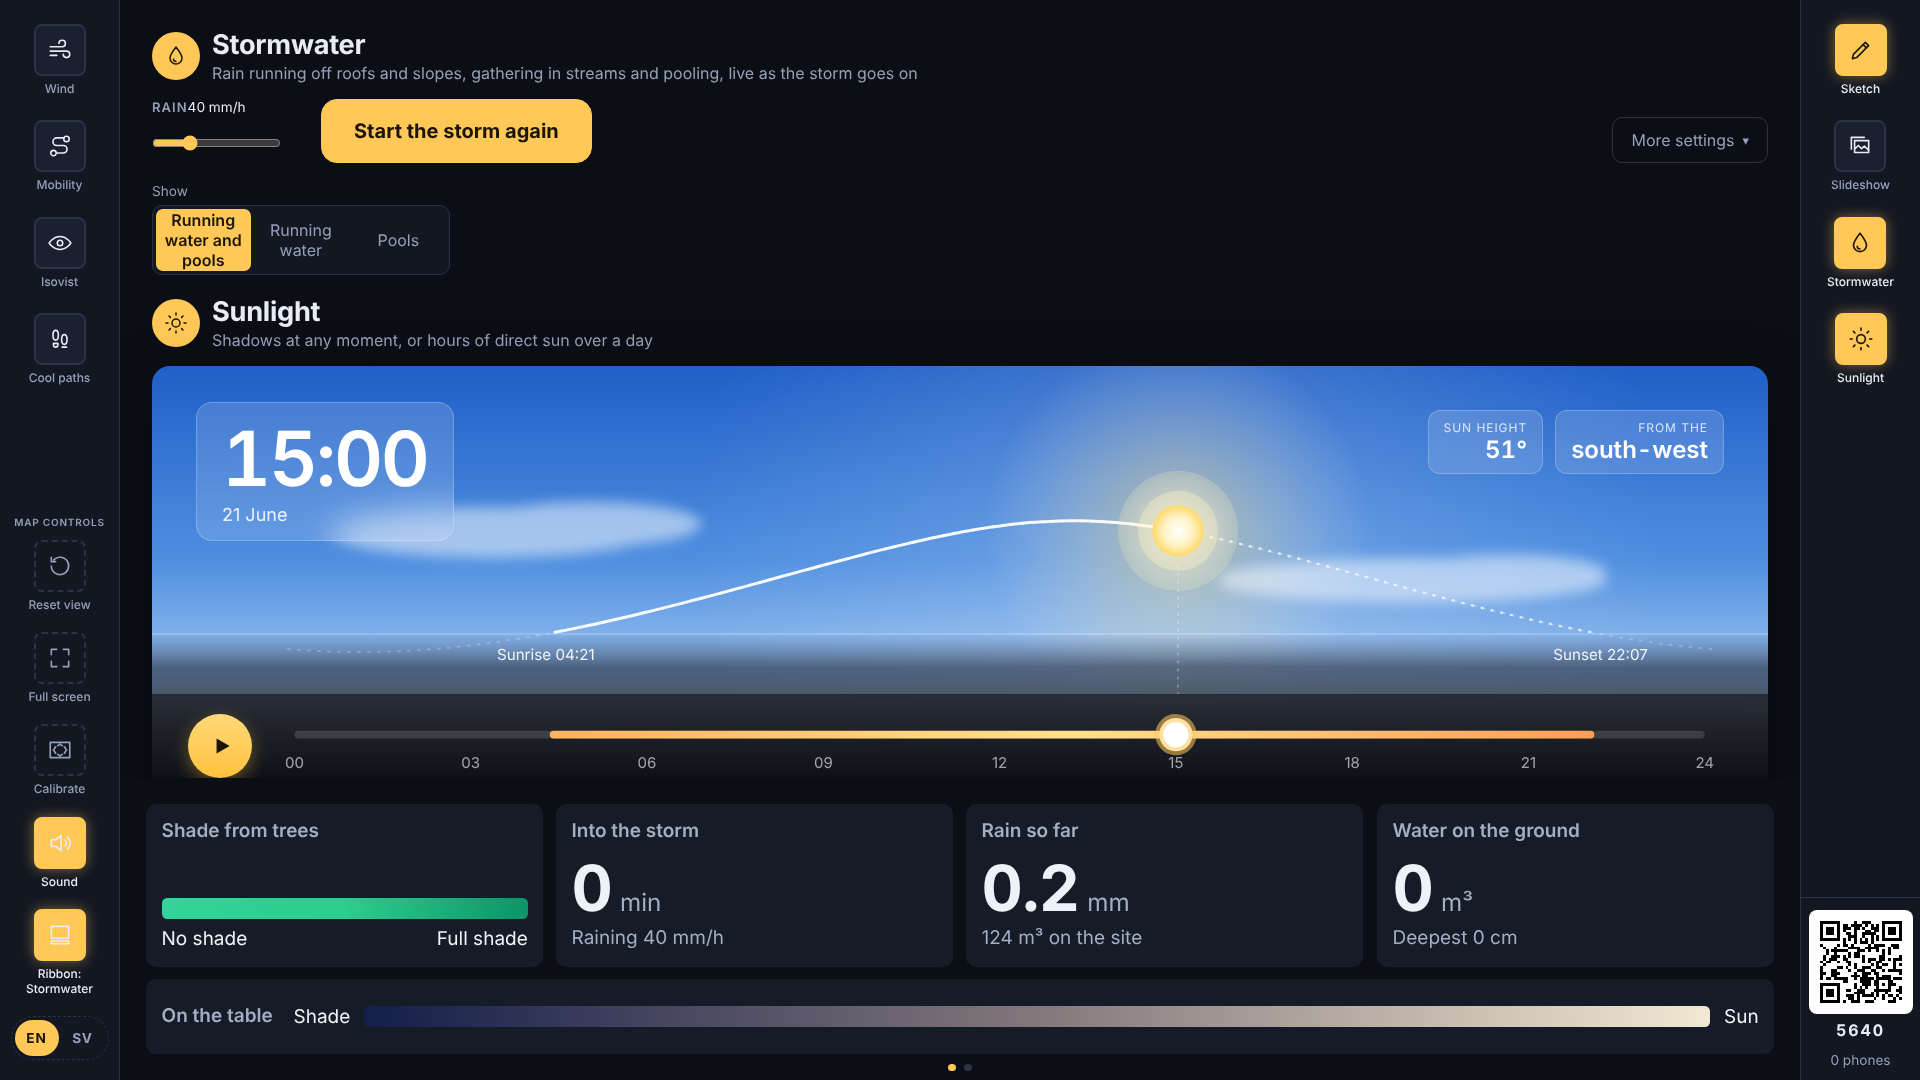 Wind
Mobility
Isovist
Cool paths
MAP CONTROLS
Reset view
Full screen
Calibrate
Sound
Ribbon:
Stormwater
EN SV
Stormwater
Rain running off roofs and slopes, gathering in streams and pooling, live as the storm goes on
RAIN40 mm/h
Start the storm again
More settings ▾
Show
Running
water and
pools
Running
water
Pools
Sunlight
Shadows at any moment, or hours of direct sun over a day
15:00
21 June
SUN HEIGHT
51°
FROM THE
south-west
Sunrise 04:21
Sunset 22:07
00 03 06 09 12 15 18 21 24
Shade from trees
No shade Full shade
Into the storm
0 min
Raining 40 mm/h
Rain so far
0.2 mm
124 m³ on the site
Water on the ground
0 m³
Deepest 0 cm
On the table Shade Sun
Sketch
Slideshow
Stormwater
Sunlight
5640
0 phones